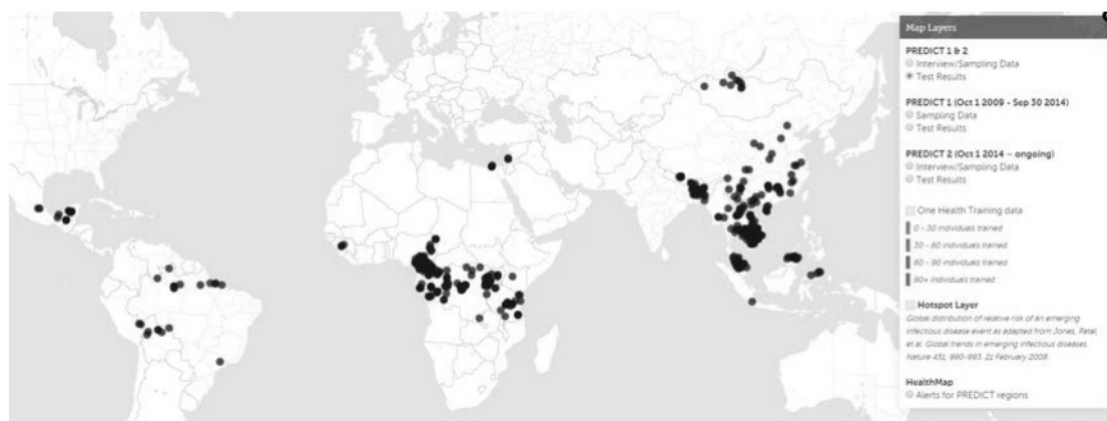 Map Layers
PREDICT 1 & 2
Interview/Sampling Data
Test Results
PREDICT 1 (Oct 1 2009 - Sep 30 2014)
Sampling Data
Test Results
PREDICT 2 (Oct 1 2014 – ongoing)
Interview/Sampling Data
Test Results
One Health Training data
0 - 30 individuals trained
30 - 60 individuals trained
60 - 90 individuals trained
90+ individuals trained
Hotspot Layer
Global distribution of relative risk of an emerging
infectious disease event as adapted from Jones, Patel,
et al. Global trends in emerging infectious diseases.
Nature 451, 990-993. 21 February 2008.
HealthMap
Alerts for PREDICT regions